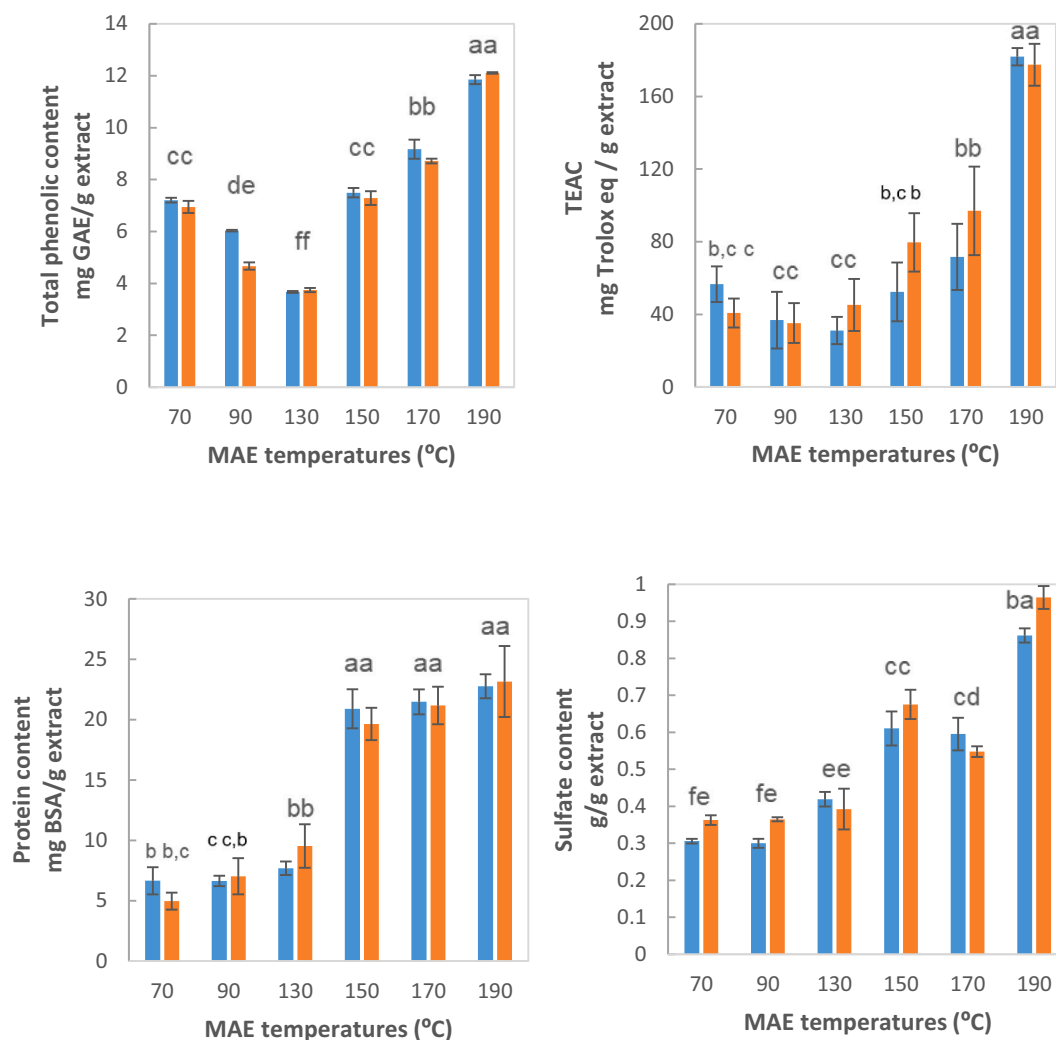 Total phenolic content
mg GAE/g extract
14
12
10
8
6
4
2
0
cc
de
ff
cc
bb
aa
70 90 130 150 170 190
MAE temperatures (ºC)
TEAC
mg Trolox eq / g extract
200
160
120
80
40
0
b,c c
cc
cc
b,c b
bb
aa
70 90 130 150 170 190
MAE temperatures (ºC)
Protein content
mg BSA/g extract
30
25
20
15
10
5
0
b b,c
c c,b
bb
aa
aa
aa
70 90 130 150 170 190
MAE temperatures (ºC)
Sulfate content
g/g extract
1
0.9
0.8
0.7
0.6
0.5
0.4
0.3
0.2
0.1
0
fe
fe
ee
cc
cd
ba
70 90 130 150 170 190
MAE temperatures (ºC)